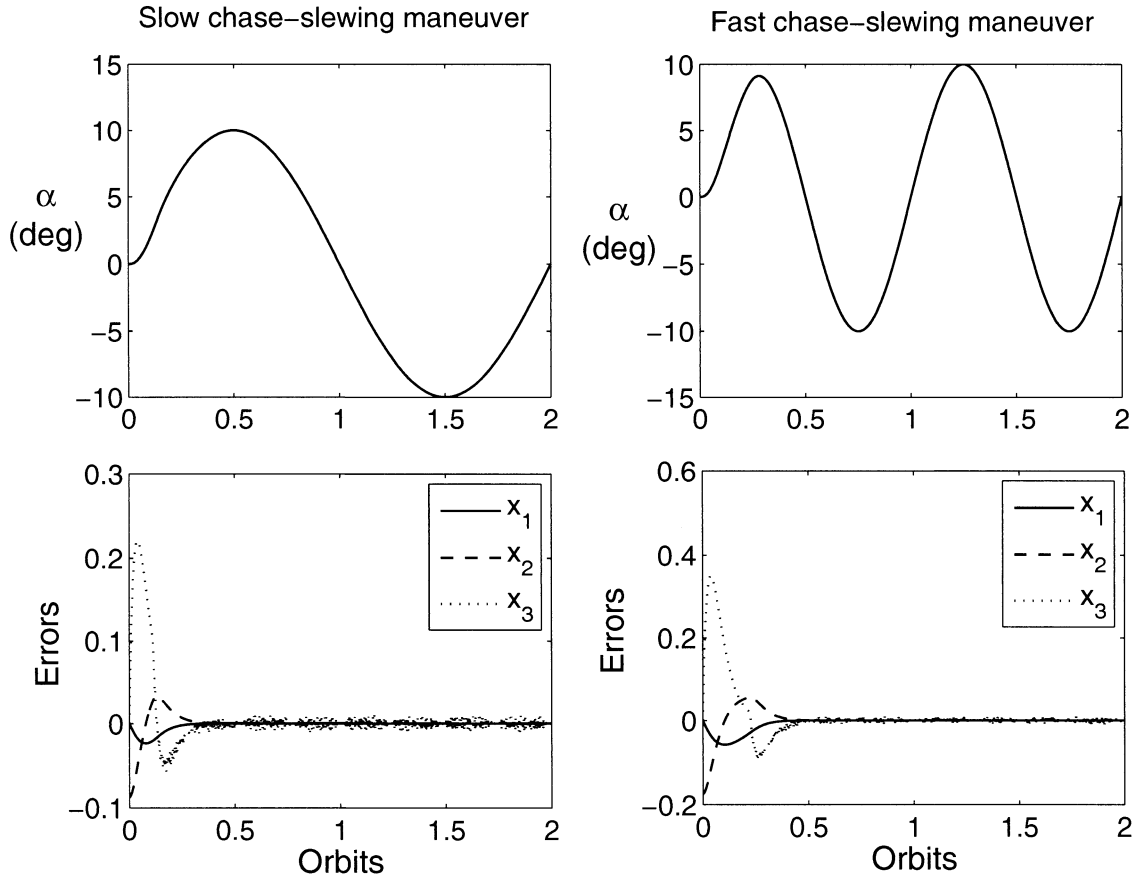 Slow chase−slewing maneuver
15
10
5
0
−5
−10
α
(deg)
0
0.5
1
1.5
2
Fast chase−slewing maneuver
10
5
0
−5
−10
−15
α
(deg)
0
0.5
1
1.5
2
0.3
0.2
0.1
0
−0.1
Errors
x1
x2
x3
0
0.5
1
1.5
2
Orbits
0.6
0.4
0.2
0
−0.2
Errors
x1
x2
x3
0
0.5
1
1.5
2
Orbits